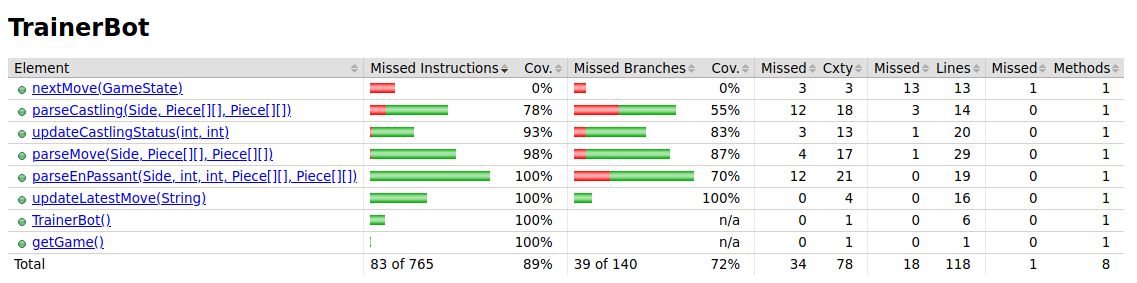 TrainerBot
Element Missed Instructions Cov. Missed Branches Cov. Missed Cxty Missed Lines Missed Methods
nextMove(GameState) 0% 0% 3 3 13 13 1 1
parseCastling(Side, Piece[][], Piece[][]) 78% 55% 12 18 3 14 0 1
updateCastlingStatus(int, int) 93% 83% 3 13 1 20 0 1
parseMove(Side, Piece[][], Piece[][]) 98% 87% 4 17 1 29 0 1
parseEnPassant(Side, int, int, Piece[][], Piece[][]) 100% 70% 12 21 0 19 0 1
updateLatestMove(String) 100% 100% 0 4 0 16 0 1
TrainerBot() 100% n/a 0 1 0 6 0 1
getGame() 100% n/a 0 1 0 1 0 1
Total 83 of 765 89% 39 of 140 72% 34 78 18 118 1 8